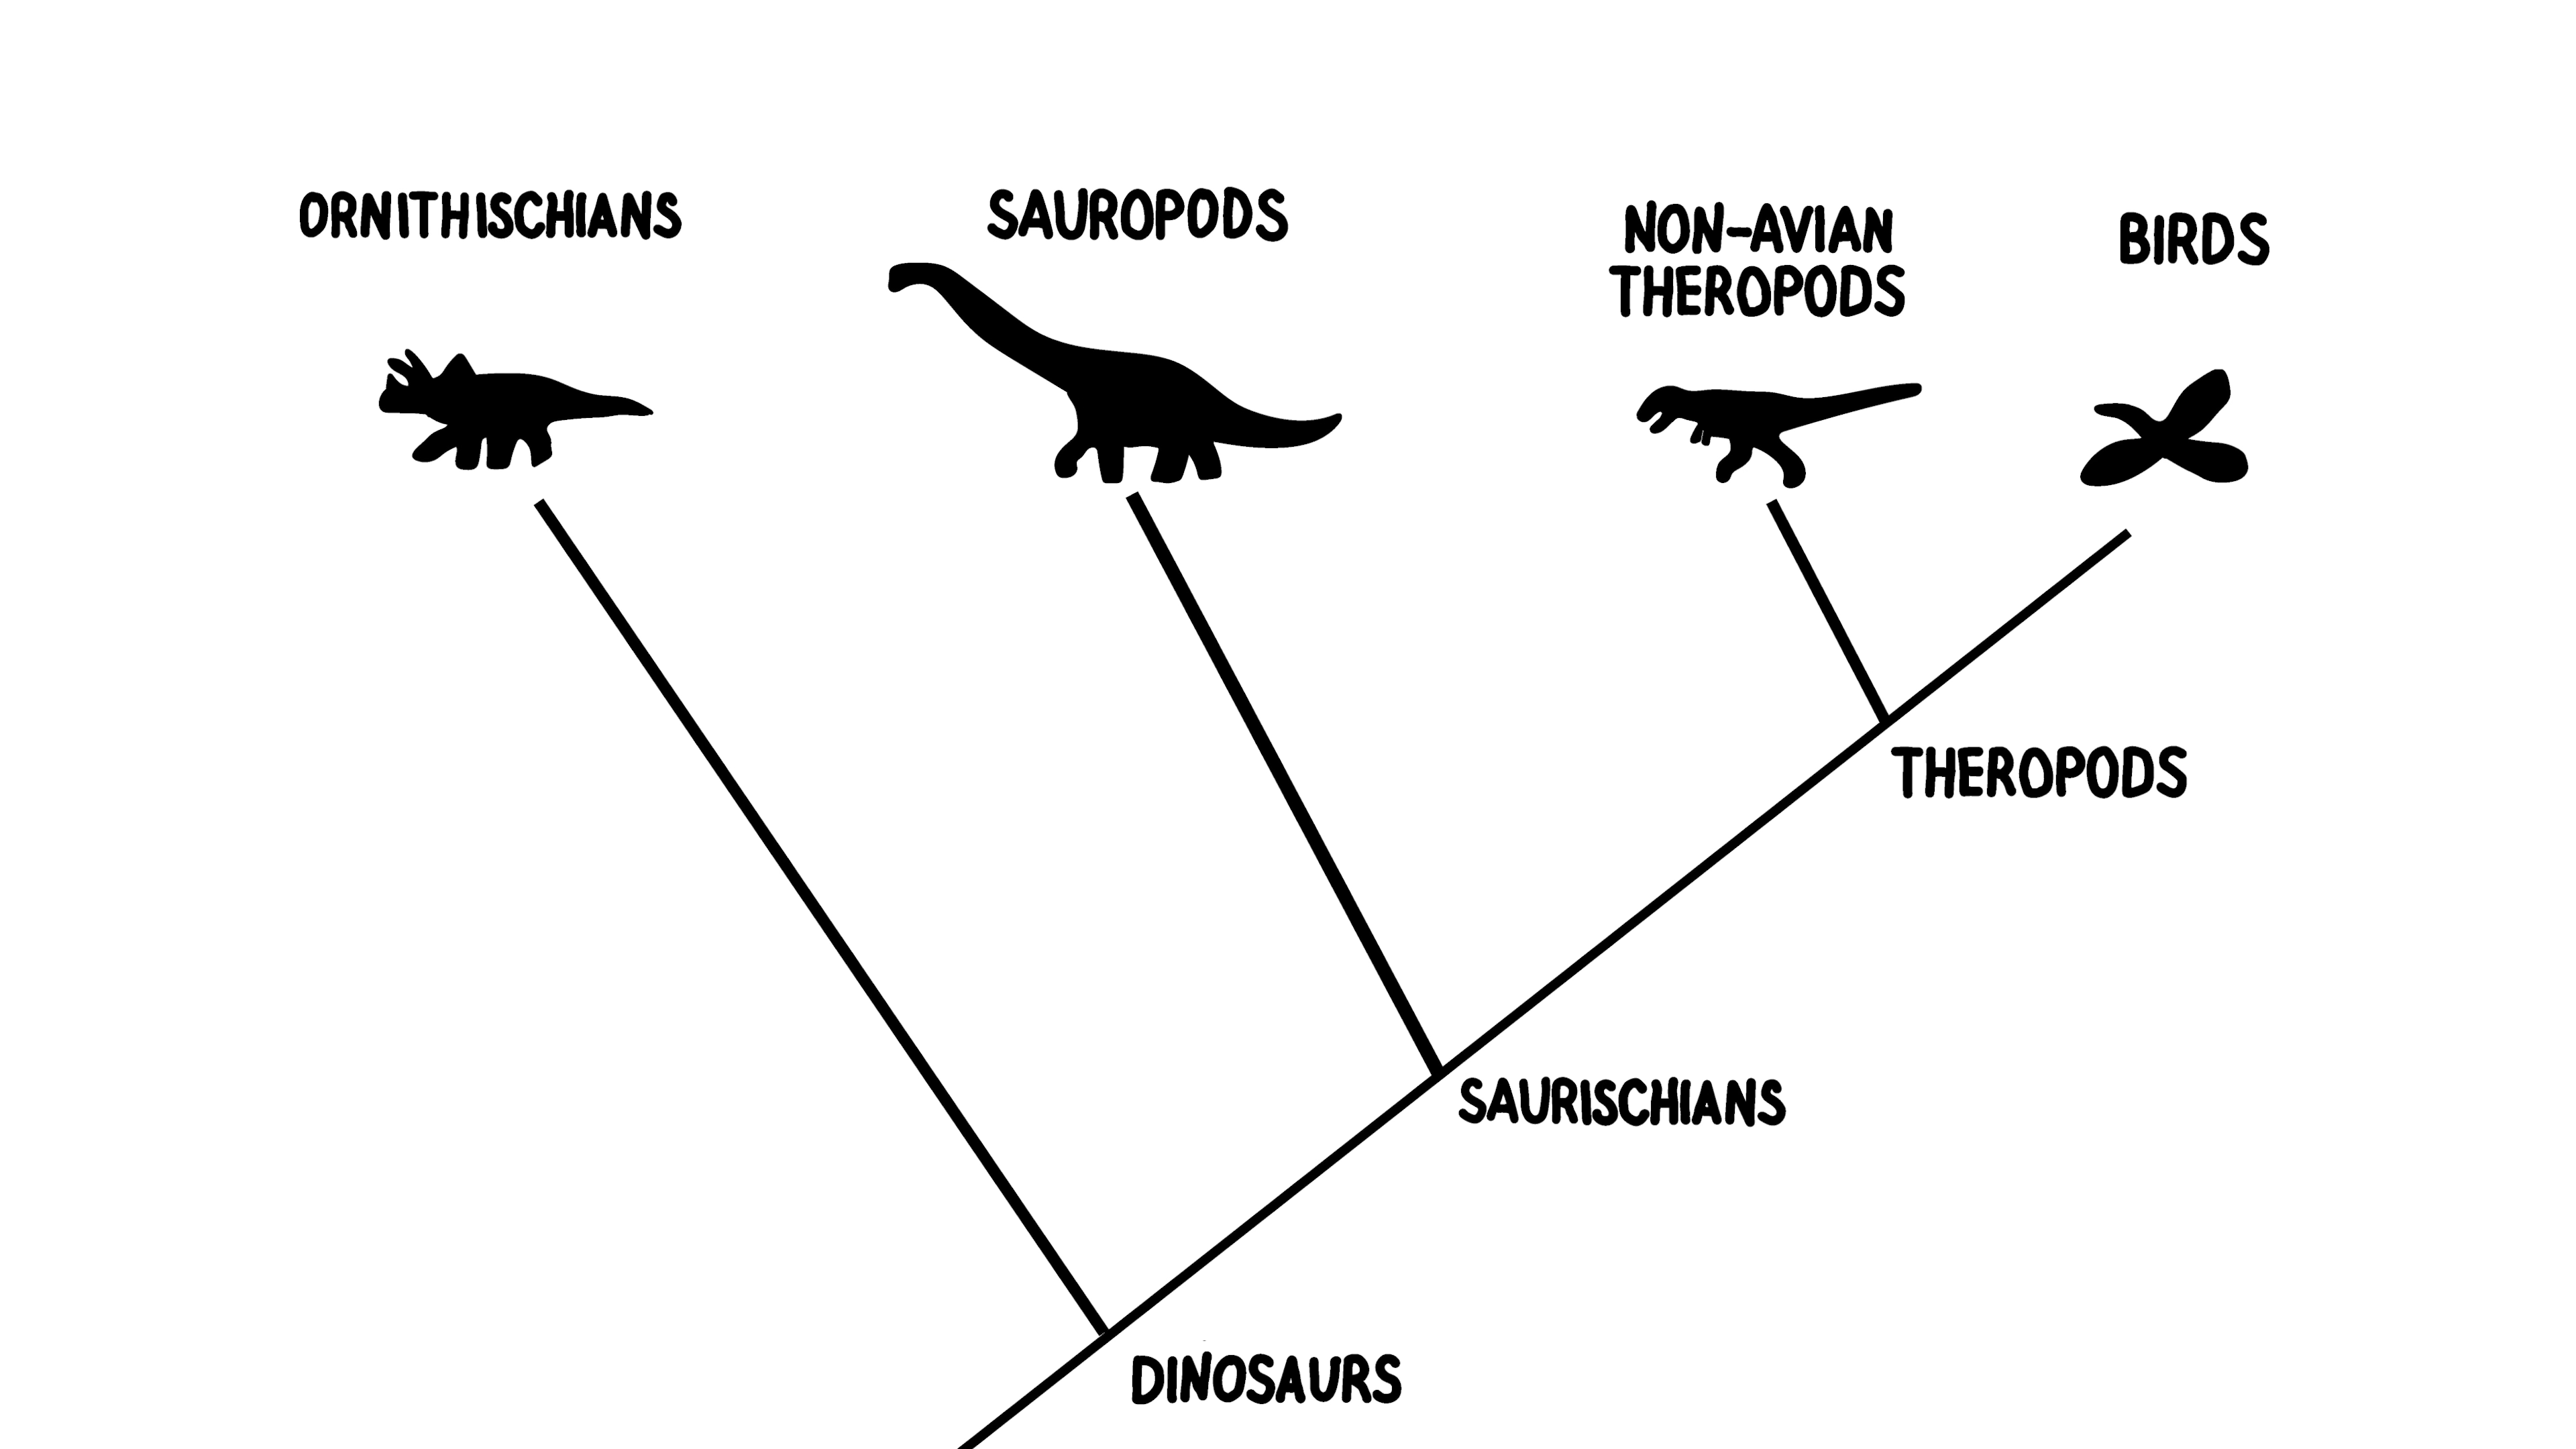 ORNITHISCHIANS
SAUROPODS
NON-AVIAN
THEROPODS
BIRDS
THEROPODS
SAURISCHIANS
DINOSAURS